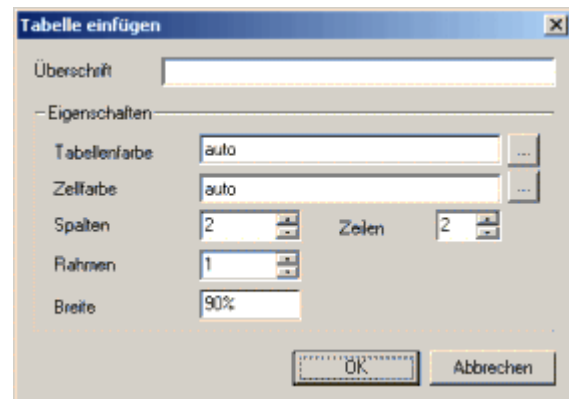 Tabelle einfügen
Überschrift
Eigenschaften
Tabellenfarbe auto ...
Zellfarbe auto ...
Spalten 2 Zeilen 2
Rahmen 1
Breite 90%
OK Abbrechen